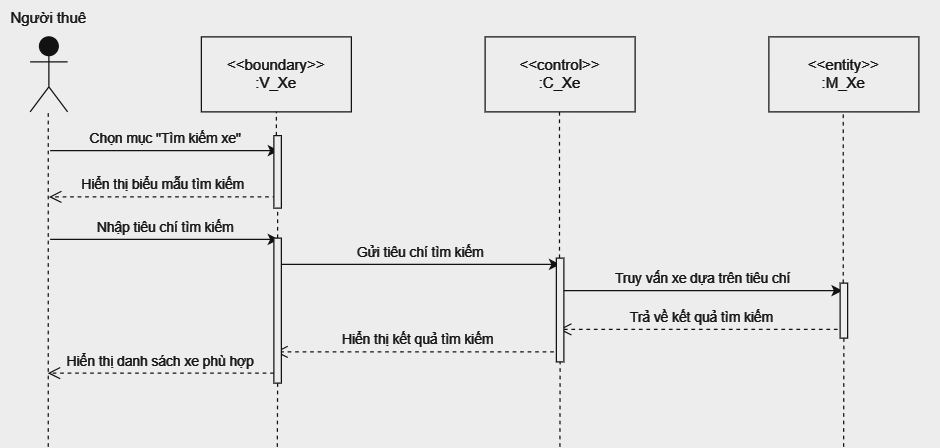 Người thuê
<<boundary>>
:V_Xe
<<control>>
:C_Xe
<<entity>>
:M_Xe
Chọn mục "Tìm kiếm xe"
Hiển thị biểu mẫu tìm kiếm
Nhập tiêu chí tìm kiếm
Gửi tiêu chí tìm kiếm
Truy vấn xe dựa trên tiêu chí
Trả về kết quả tìm kiếm
Hiển thị kết quả tìm kiếm
Hiển thị danh sách xe phù hợp